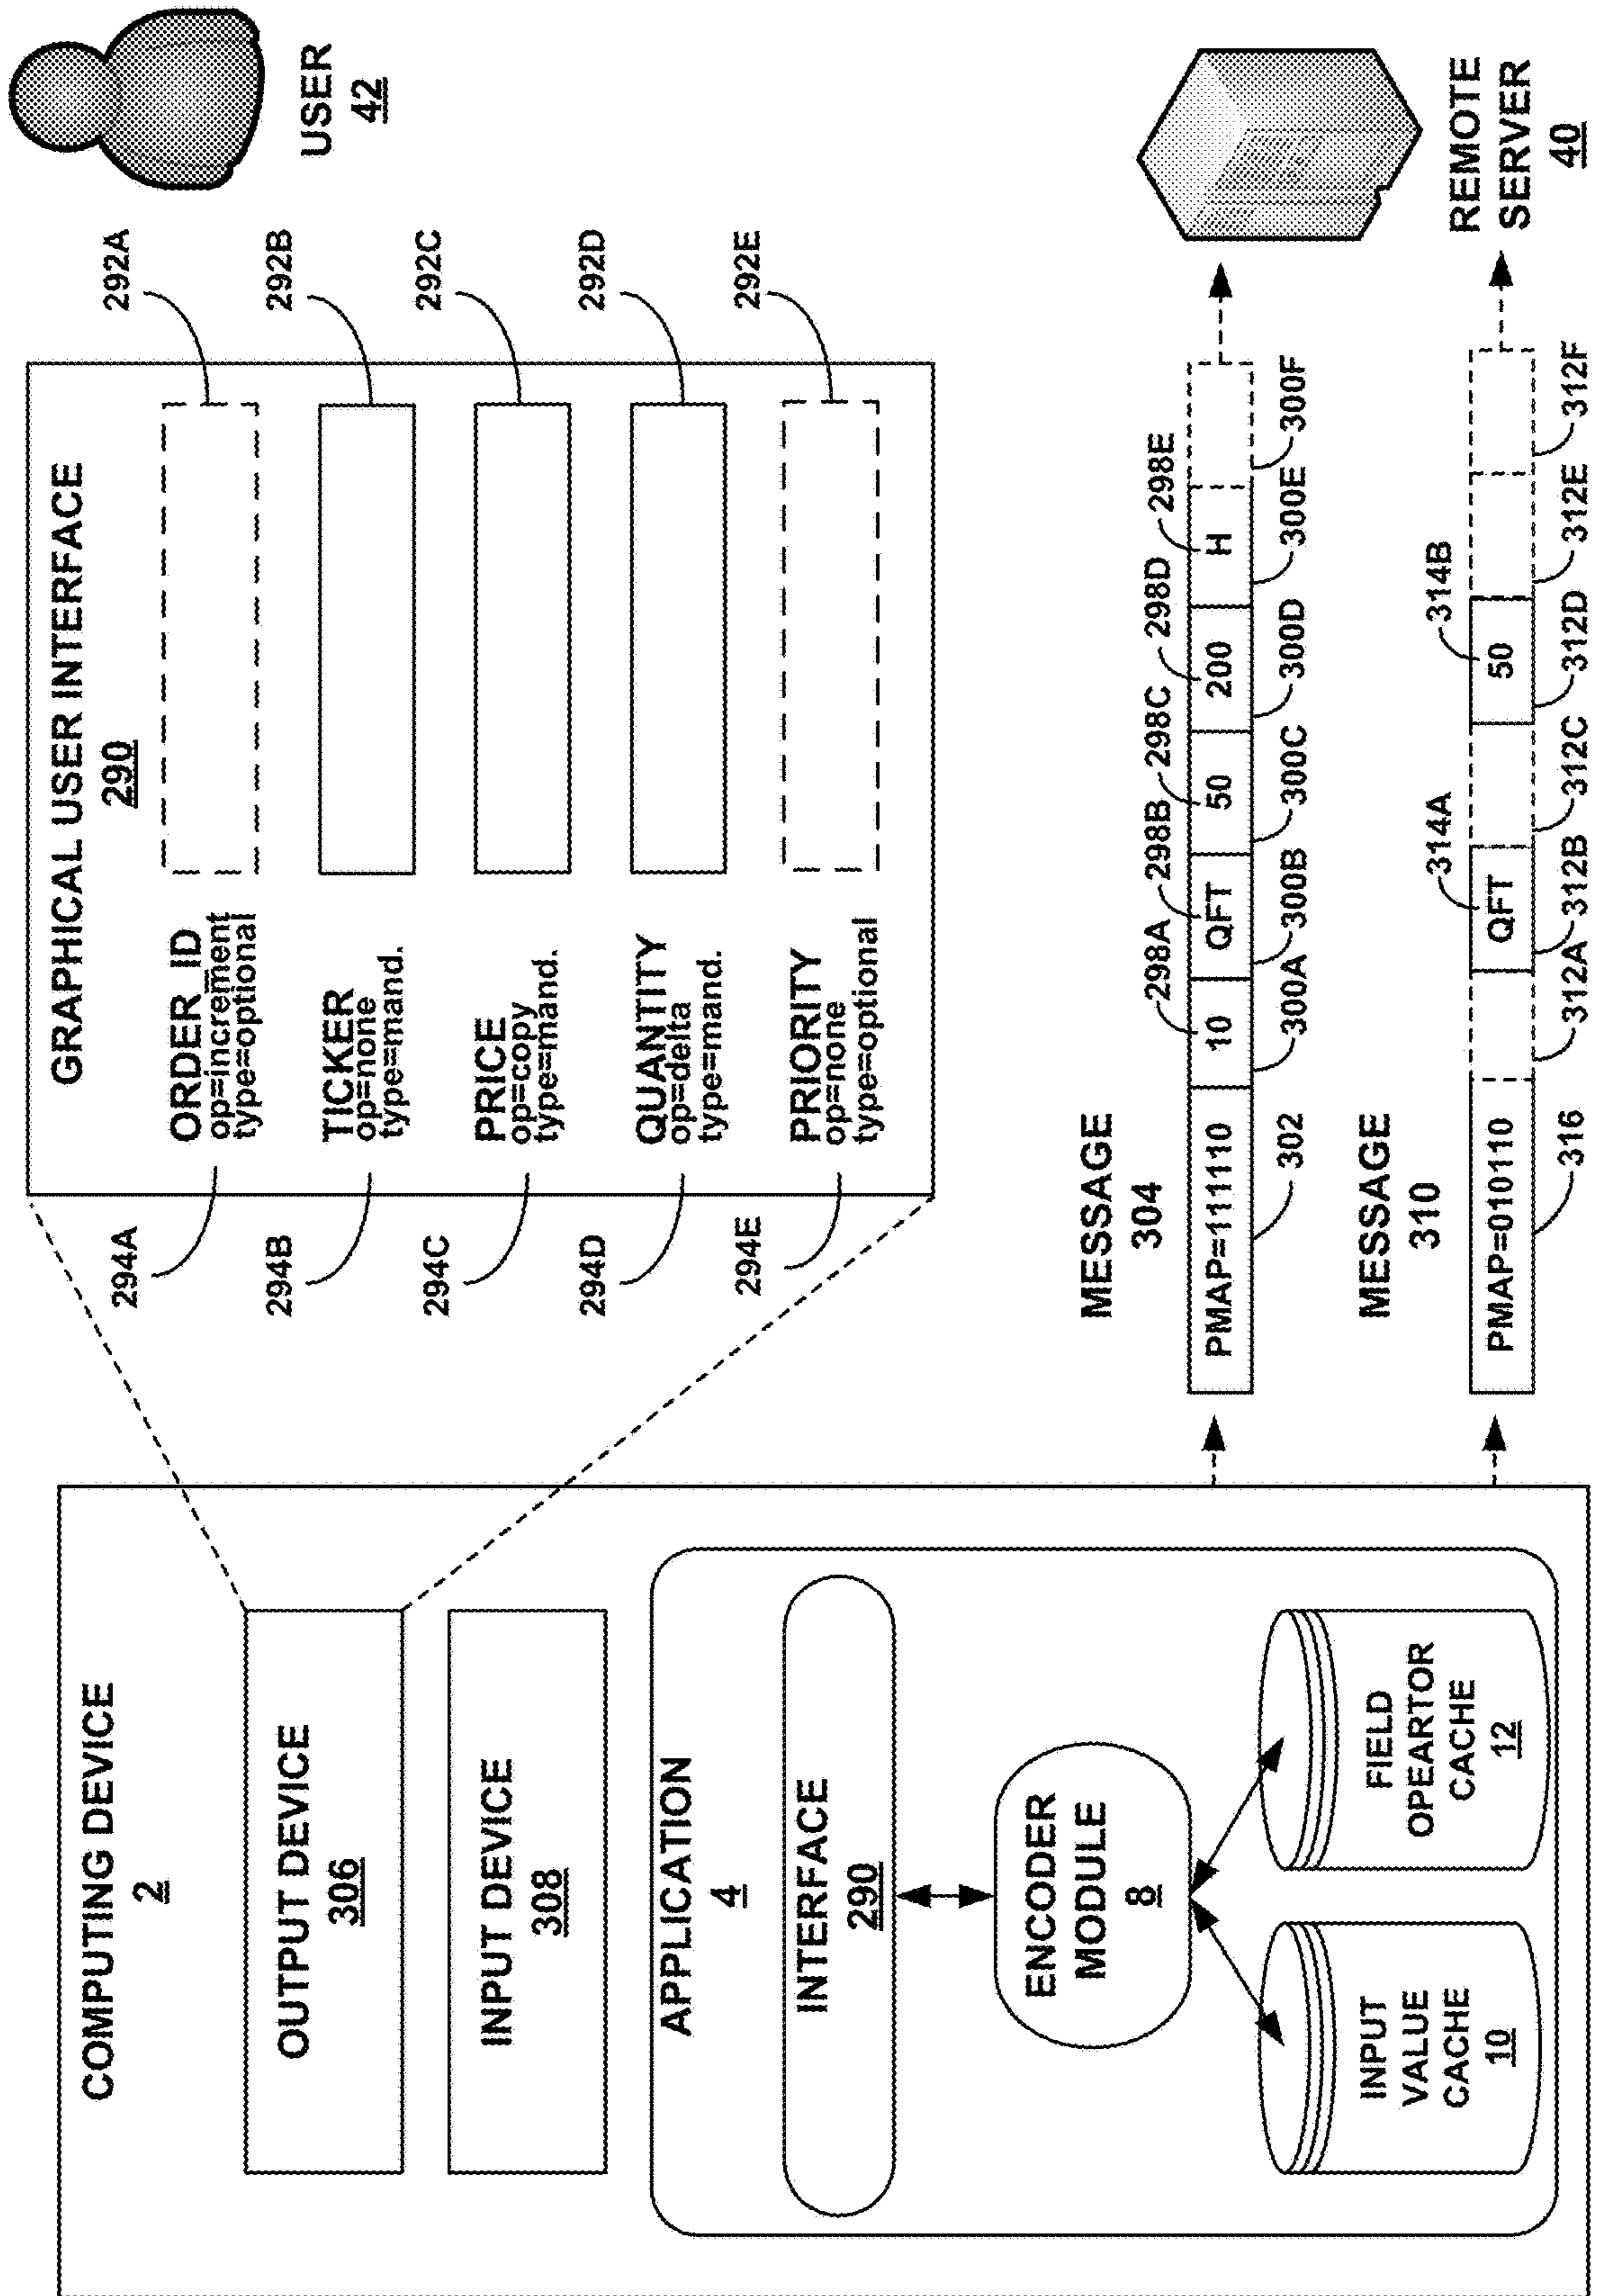 COMPUTING DEVICE
2
OUTPUT DEVICE
306
INPUT DEVICE
308
APPLICATION
4
INTERFACE
290
ENCODER
MODULE
8
INPUT
VALUE
CACHE
10
FIELD
OPEARTOR
CACHE
12
GRAPHICAL USER INTERFACE
290
294A
ORDER_ID
op=increment
type=optional
292A
294B
TICKER
op=none
type=mand.
292B
294C
PRICE
op=copy
type=mand.
292C
294D
QUANTITY
op=delta
type=mand.
292D
294E
PRIORITY
op=none
type=optional
292E
USER
42
MESSAGE
304
298A 298B 298C 298D 298E
PMAP=111110 10 QFT 50 200 H
302 300A 300B 300C 300D 300E 300F
MESSAGE
310
314A 314B
PMAP=010110 QFT 50
316 312A 312B 312C 312D 312E 312F
REMOTE
SERVER
40